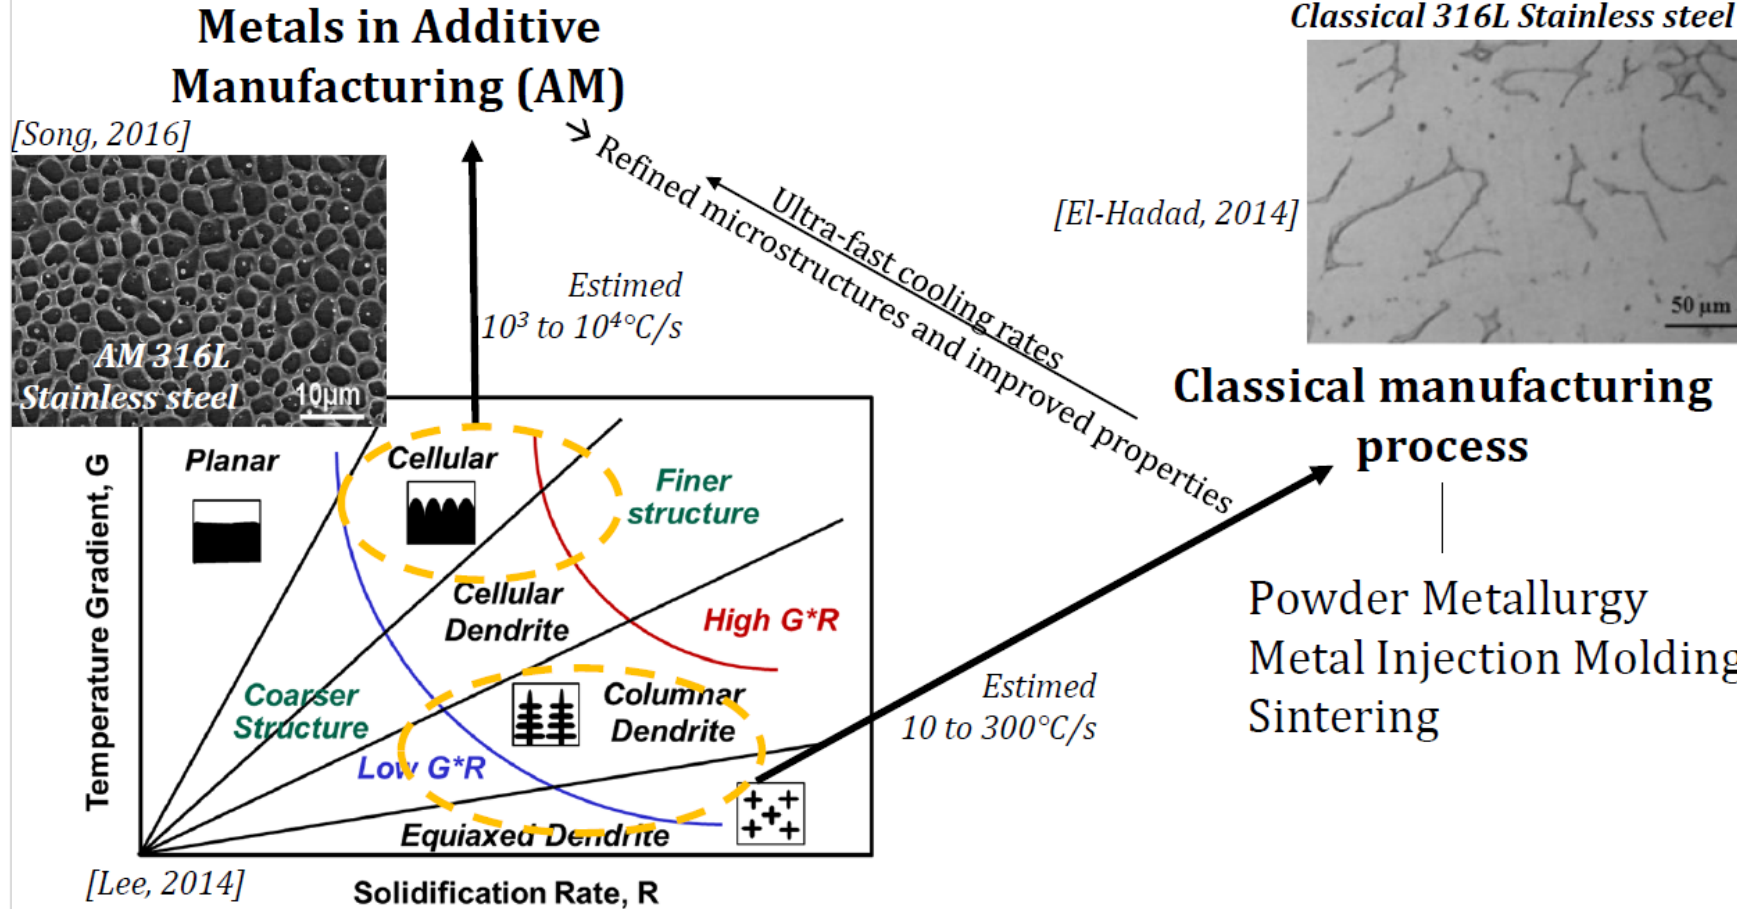 Metals in Additive
Manufacturing (AM)
[Song, 2016]
AM 316L
Stainless steel
10μm
Estimed
10³ to 10⁴°C/s
→ Refined microstructures and improved properties
Ultra-fast cooling rates
Classical 316L Stainless steel
[El-Hadad, 2014]
50 μm
Classical manufacturing
process
Powder Metallurgy
Metal Injection Molding
Sintering
Estimed
10 to 300°C/s
Temperature Gradient, G
Planar
Cellular
Finer
structure
Cellular
Dendrite
High G*R
Coarser
Structure
Columnar
Dendrite
Low G*R
Equiaxed Dendrite
[Lee, 2014]
Solidification Rate, R